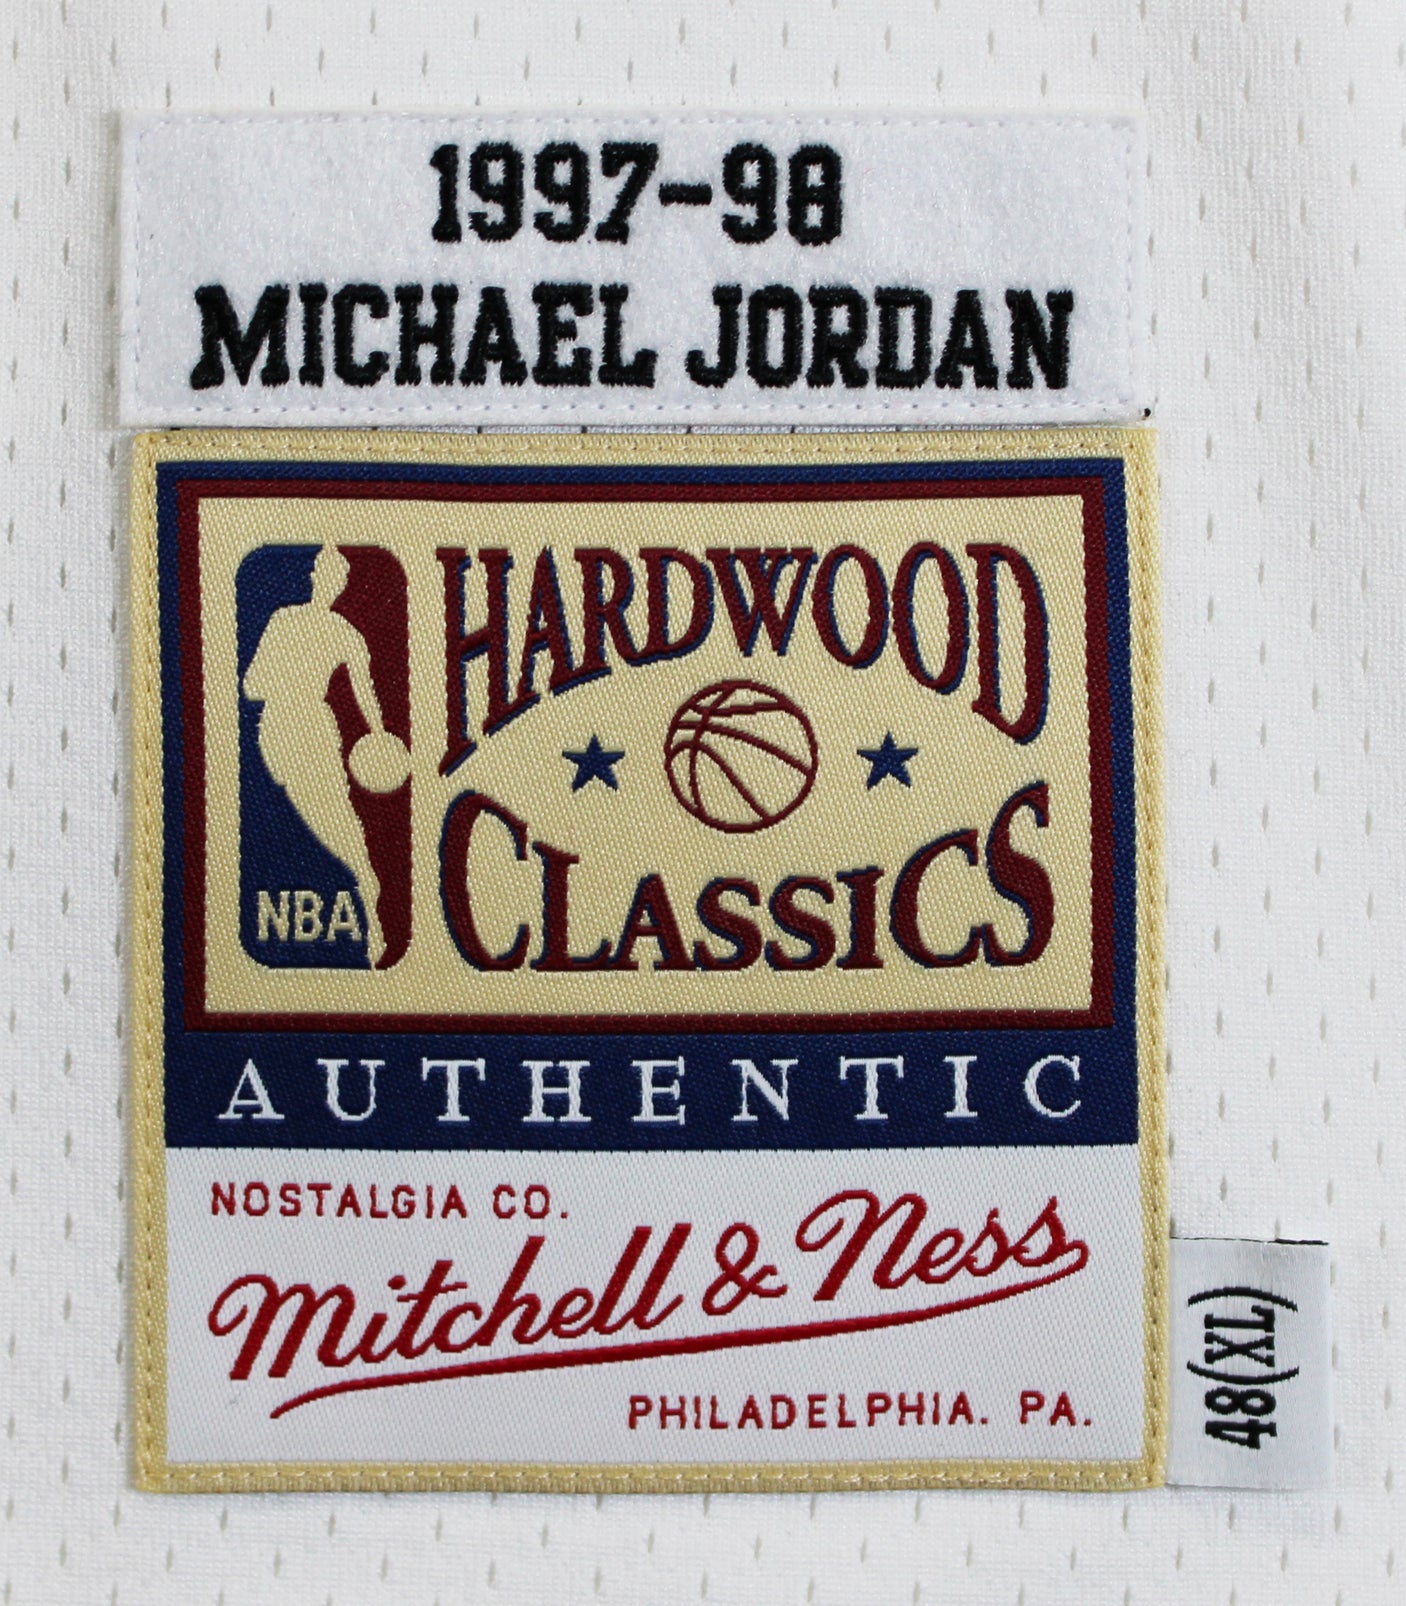 1997-98
MICHAEL JORDAN
HARDWOOD
CLASSICS
NBA
AUTHENTIC
NOSTALGIA CO.
Mitchell & Ness
PHILADELPHIA. PA.
48(XL)